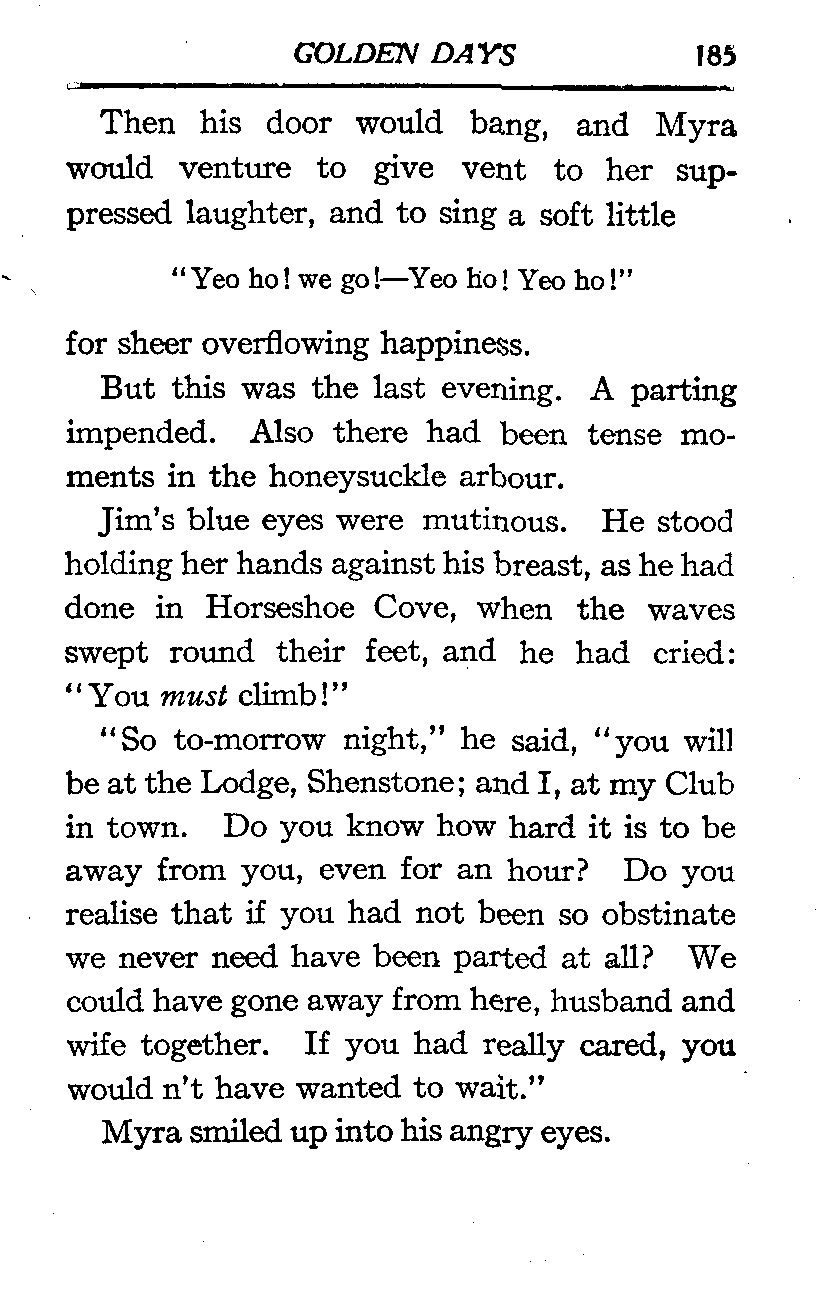 GOLDEN DAYS 185
Then his door would bang, and Myra
would venture to give vent to her sup-
pressed laughter, and to sing a soft little
"Yeo ho! we go!—Yeo ho! Yeo ho!"
for sheer overflowing happiness.
But this was the last evening. A parting
impended. Also there had been tense mo-
ments in the honeysuckle arbour.
Jim's blue eyes were mutinous. He stood
holding her hands against his breast, as he had
done in Horseshoe Cove, when the waves
swept round their feet, and he had cried:
"You must climb!"
"So to-morrow night," he said, "you will
be at the Lodge, Shenstone; and I, at my Club
in town. Do you know how hard it is to be
away from you, even for an hour? Do you
realise that if you had not been so obstinate
we never need have been parted at all? We
could have gone away from here, husband and
wife together. If you had really cared, you
would n't have wanted to wait."
Myra smiled up into his angry eyes.